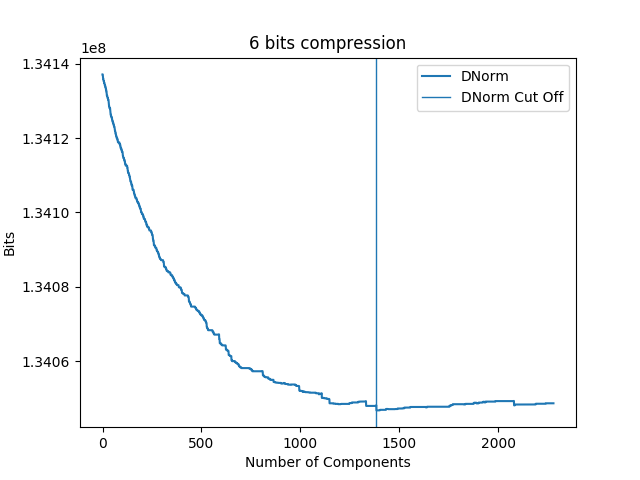 6 bits compression
1e8
1.3414
1.3412
1.3410
1.3408
1.3406
Bits
DNorm
DNorm Cut Off
0 500 1000 1500 2000
Number of Components